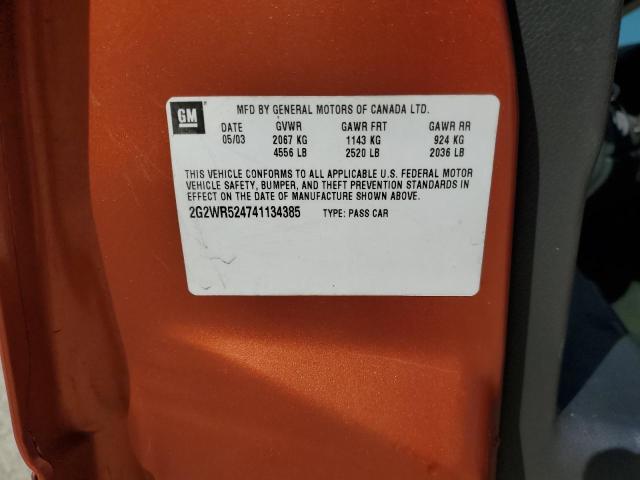 GM
MFD BY GENERAL MOTORS OF CANADA LTD.
DATE GVWR GAWR FRT GAWR RR
05/03 2067 KG 1143 KG 924 KG
4556 LB 2520 LB 2036 LB
THIS VEHICLE CONFORMS TO ALL APPLICABLE U.S. FEDERAL MOTOR
VEHICLE SAFETY, BUMPER, AND THEFT PREVENTION STANDARDS IN
EFFECT ON THE DATE OF MANUFACTURE SHOWN ABOVE.
2G2WR524741134385 TYPE: PASS CAR